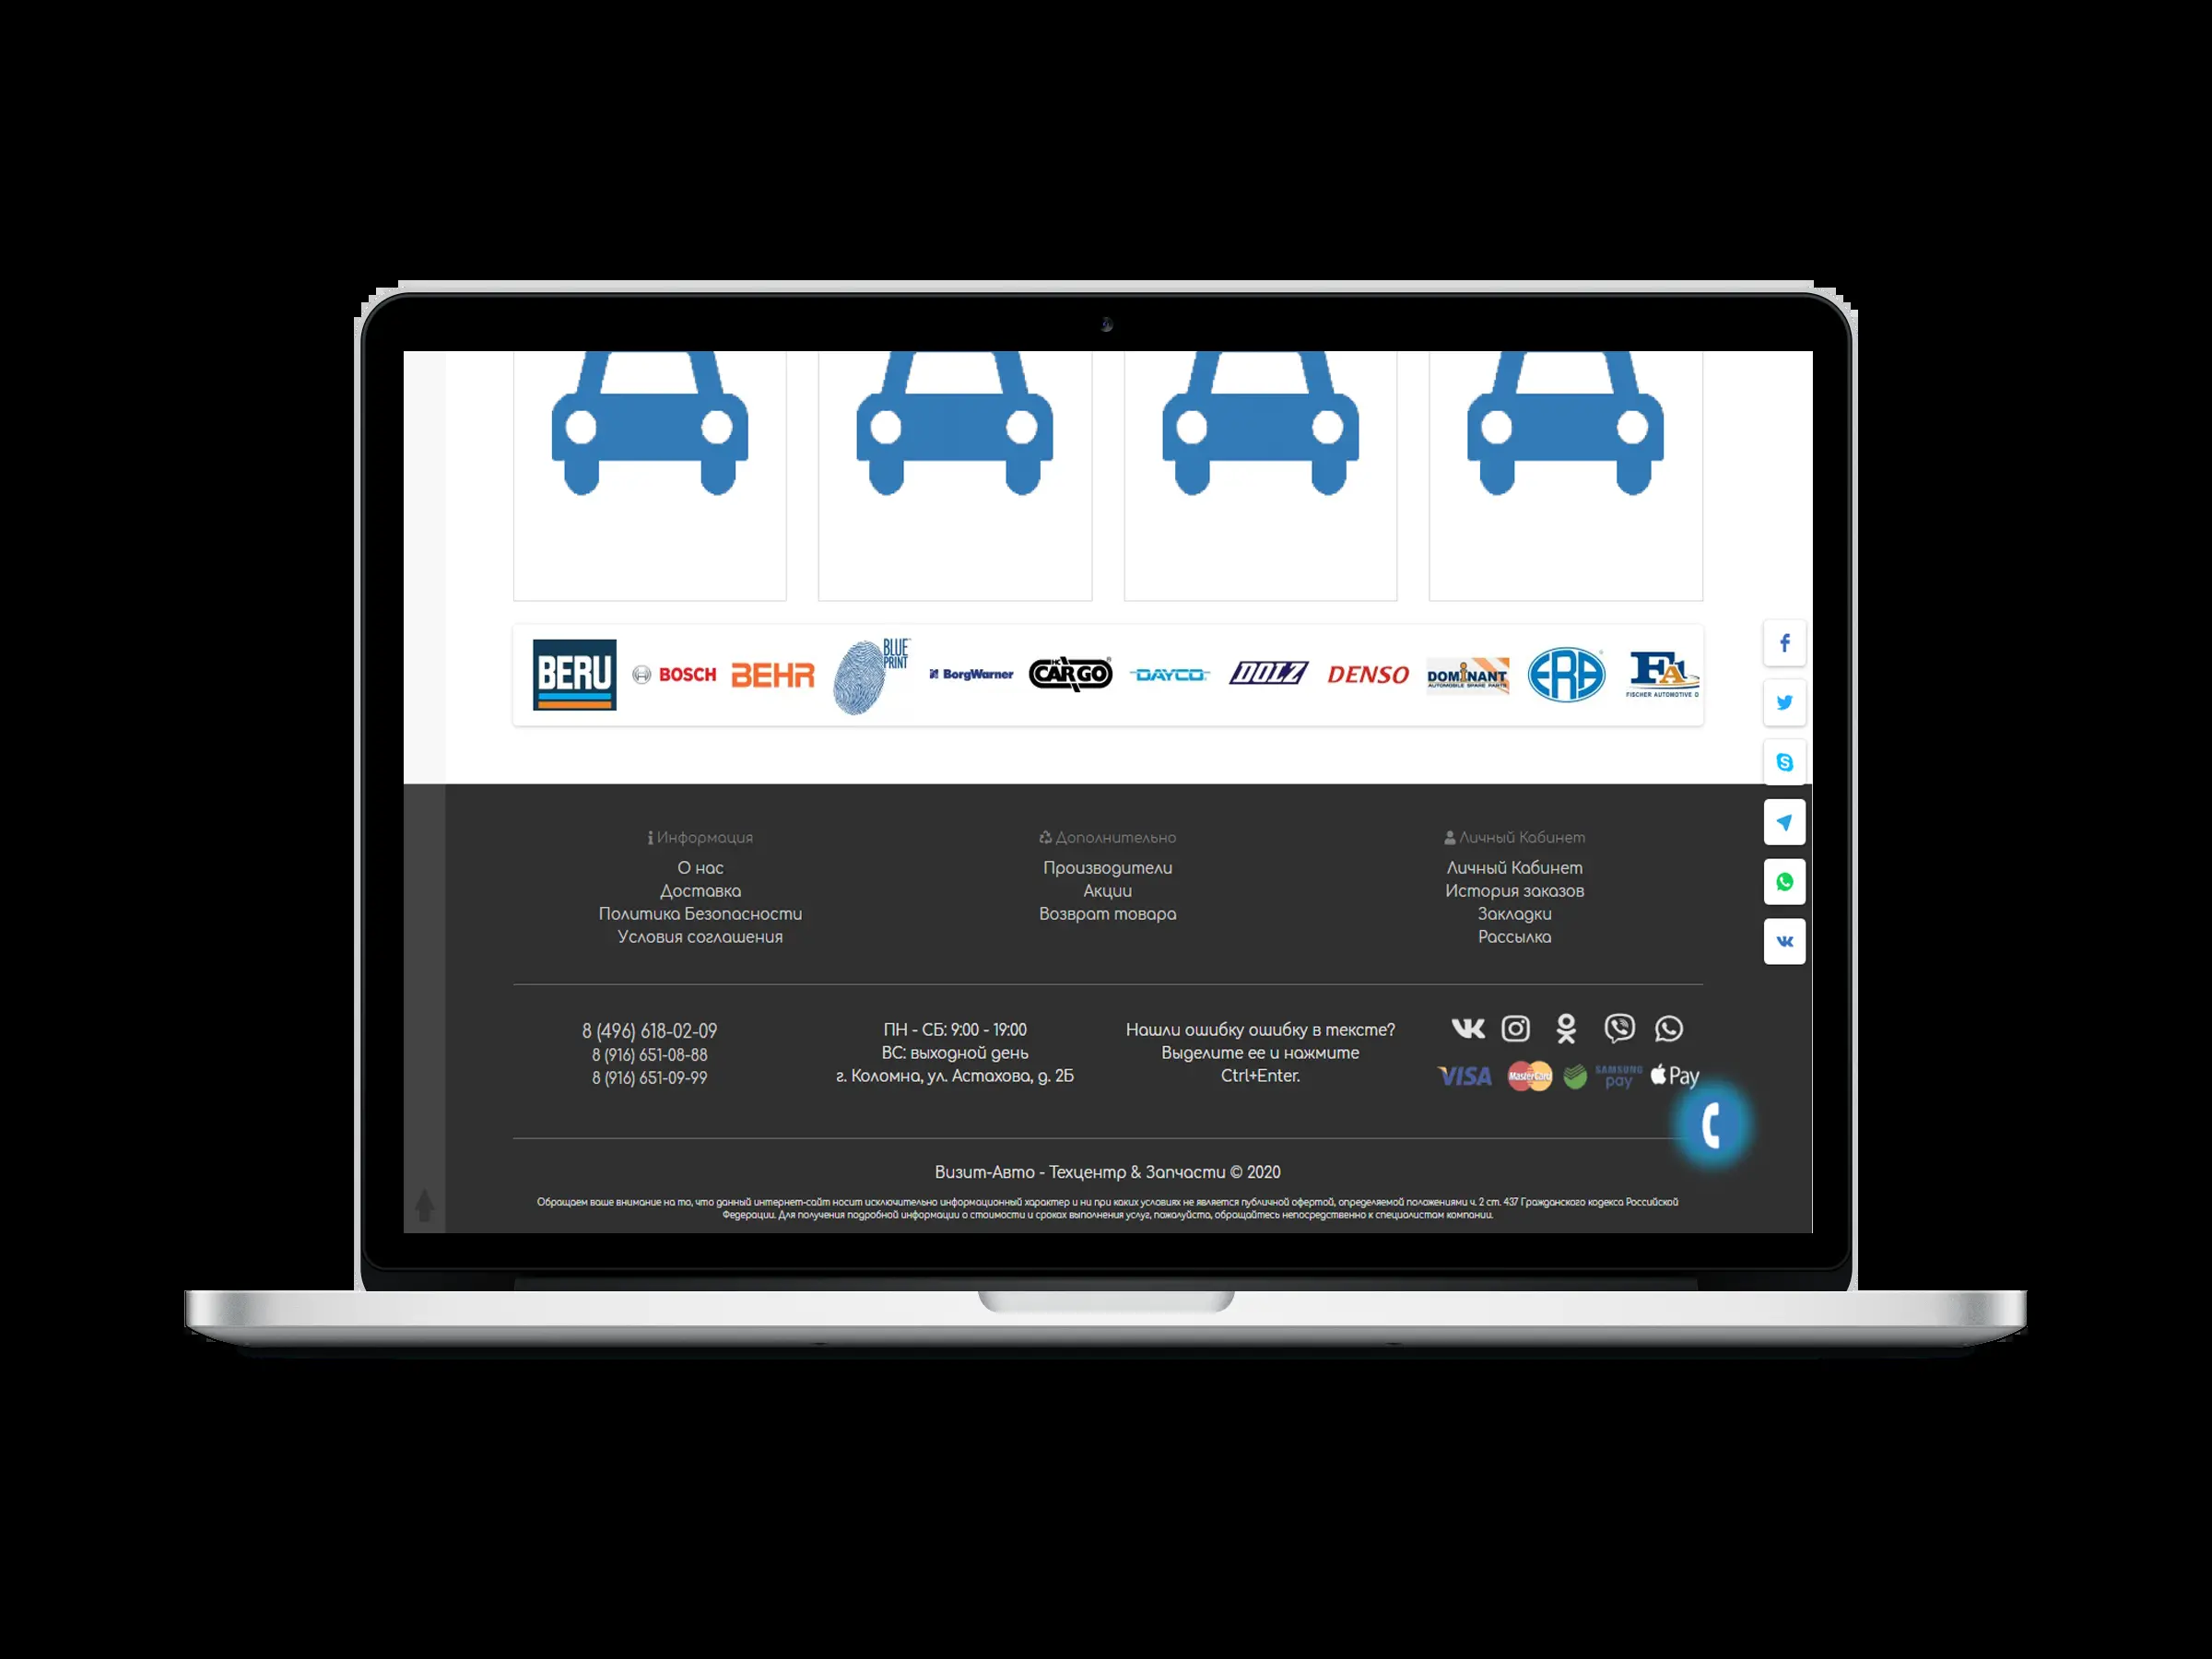 BERU
BOSCH
BEHR
BLUE PRINT
BorgWarner
HC CARGO
DAYCO
DOLZ
DENSO
DOMINANT
AUTOMOBILE SPARE PARTS
ERA
FA1
FISCHER AUTOMOTIVE O
Информация
О нас
Доставка
Политика Безопасности
Условия соглашения
Дополнительно
Производители
Акции
Возврат товара
Личный Кабинет
Личный Кабинет
История заказов
Закладки
Рассылка
8 (496) 618-02-09
8 (916) 651-08-88
8 (916) 651-09-99
ПН - СБ: 9:00 - 19:00
ВС: выходной день
г. Коломна, ул. Астахова, д. 2Б
Нашли ошибку ошибку в тексте?
Выделите ее и нажмите
Ctrl+Enter.
VISA MasterCard SAMSUNG pay Pay
Визит-Авто - Техцентр & Запчасти © 2020
Обращаем ваше внимание на то, что данный интернет-сайт носит исключительно информационный характер и ни при каких условиях не является публичной офертой, определяемой положениями ч. 2 ст. 437 Гражданского кодекса Российской
Федерации. Для получения подробной информации о стоимости и сроках выполнения услуг, пожалуйста, обращайтесь непосредственно к специалистам компании.